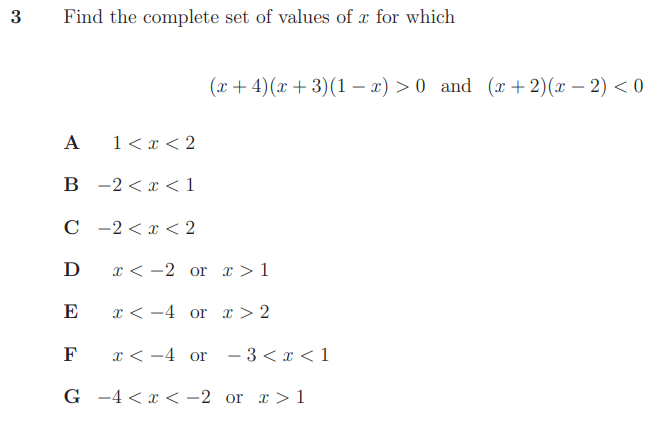 3 Find the complete set of values of x for which
(x + 4)(x + 3)(1 − x) > 0 and (x + 2)(x − 2) < 0
A 1 < x < 2
B −2 < x < 1
C −2 < x < 2
D x < −2 or x > 1
E x < −4 or x > 2
F x < −4 or − 3 < x < 1
G −4 < x < −2 or x > 1